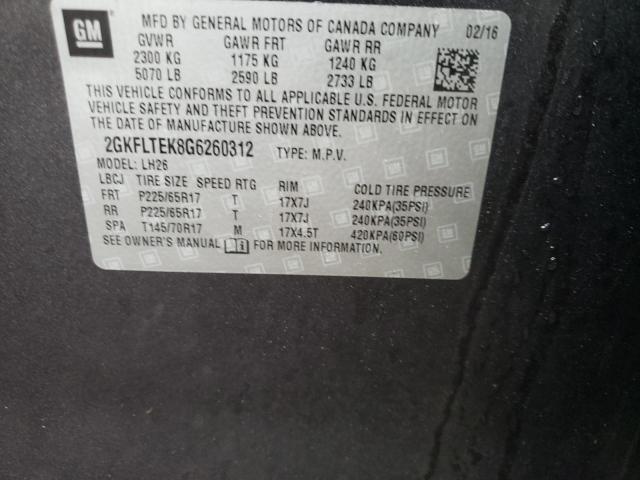 GM MFD BY GENERAL MOTORS OF CANADA COMPANY 02/16
GVWR GAWR FRT GAWR RR
2300 KG 1175 KG 1240 KG
5070 LB 2590 LB 2733 LB
THIS VEHICLE CONFORMS TO ALL APPLICABLE U.S. FEDERAL MOTOR
VEHICLE SAFETY AND THEFT PREVENTION STANDARDS IN EFFECT ON
THE DATE OF MANUFACTURE SHOWN ABOVE.
2GKFLTEK8G6260312 TYPE: M.P.V.
MODEL: LH26
LBCJ TIRE SIZE SPEED RTG RIM COLD TIRE PRESSURE
FRT P225/65R17 T 17X7J 240KPA(35PSI)
RR P225/65R17 T 17X7J 240KPA(35PSI)
SPA T145/70R17 M 17X4.5T 420KPA(60PSI)
SEE OWNER'S MANUAL FOR MORE INFORMATION.